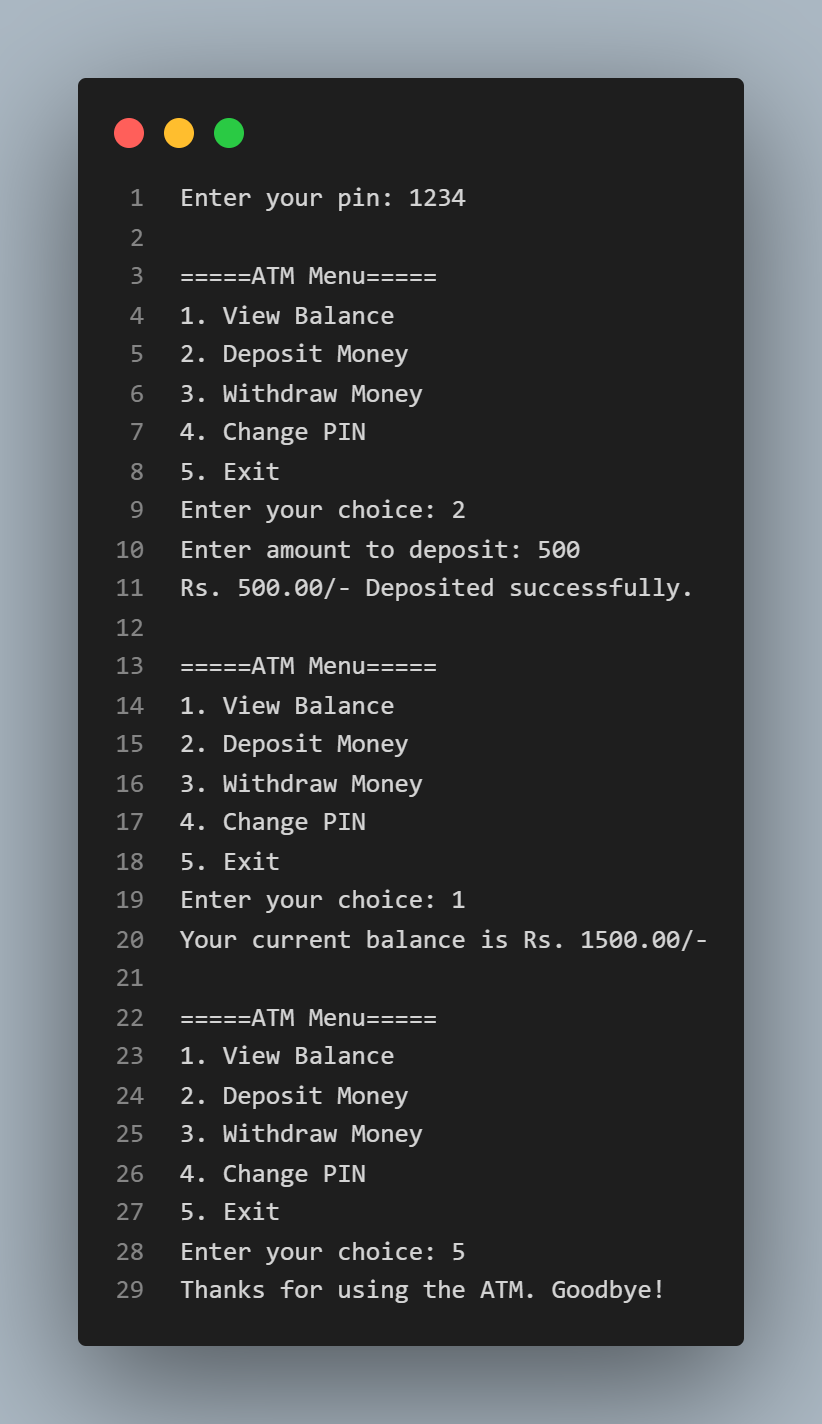 1 Enter your pin: 1234
2
3 =====ATM Menu=====
4 1. View Balance
5 2. Deposit Money
6 3. Withdraw Money
7 4. Change PIN
8 5. Exit
9 Enter your choice: 2
10 Enter amount to deposit: 500
11 Rs. 500.00/- Deposited successfully.
12
13 =====ATM Menu=====
14 1. View Balance
15 2. Deposit Money
16 3. Withdraw Money
17 4. Change PIN
18 5. Exit
19 Enter your choice: 1
20 Your current balance is Rs. 1500.00/-
21
22 =====ATM Menu=====
23 1. View Balance
24 2. Deposit Money
25 3. Withdraw Money
26 4. Change PIN
27 5. Exit
28 Enter your choice: 5
29 Thanks for using the ATM. Goodbye!